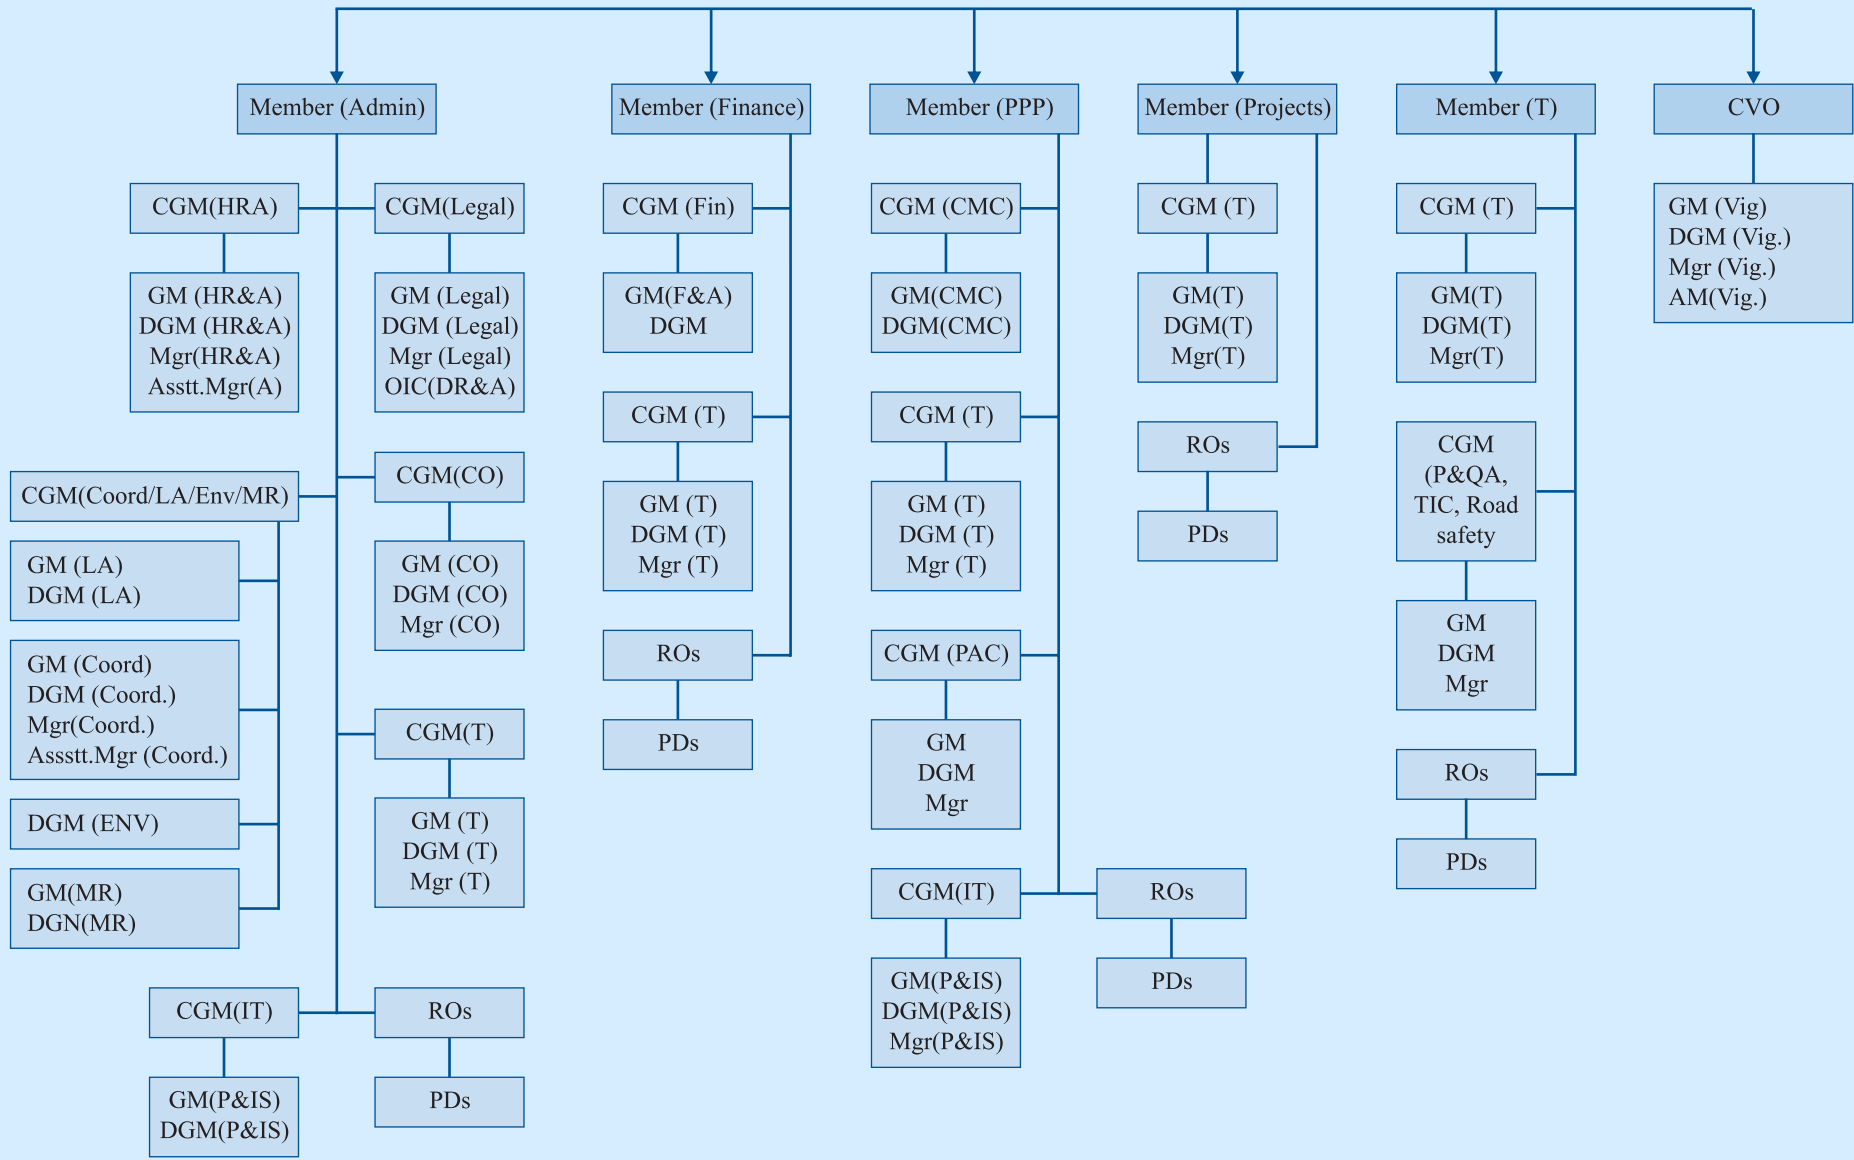 Member (Admin)
CGM(HRA)
GM (HR&A)
DGM (HR&A)
Mgr(HR&A)
Asstt.Mgr(A)
CGM(Legal)
GM (Legal)
DGM (Legal)
Mgr (Legal)
OIC(DR&A)
CGM(Coord/LA/Env/MR)
GM (LA)
DGM (LA)
GM (Coord)
DGM (Coord.)
Mgr(Coord.)
Assstt.Mgr (Coord.)
DGM (ENV)
GM(MR)
DGN(MR)
CGM(CO)
GM (CO)
DGM (CO)
Mgr (CO)
CGM(T)
GM (T)
DGM (T)
Mgr (T)
CGM(IT)
GM(P&IS)
DGM(P&IS)
ROs
PDs
Member (Finance)
CGM (Fin)
GM(F&A)
DGM
CGM (T)
GM (T)
DGM (T)
Mgr (T)
ROs
PDs
Member (PPP)
CGM (CMC)
GM(CMC)
DGM(CMC)
CGM (T)
GM (T)
DGM (T)
Mgr (T)
CGM (PAC)
GM
DGM
Mgr
CGM(IT)
GM(P&IS)
DGM(P&IS)
Mgr(P&IS)
ROs
PDs
Member (Projects)
CGM (T)
GM(T)
DGM(T)
Mgr(T)
ROs
PDs
Member (T)
CGM (T)
GM(T)
DGM(T)
Mgr(T)
CGM
(P&QA,
TIC, Road
safety
GM
DGM
Mgr
ROs
PDs
CVO
GM (Vig)
DGM (Vig.)
Mgr (Vig.)
AM(Vig.)